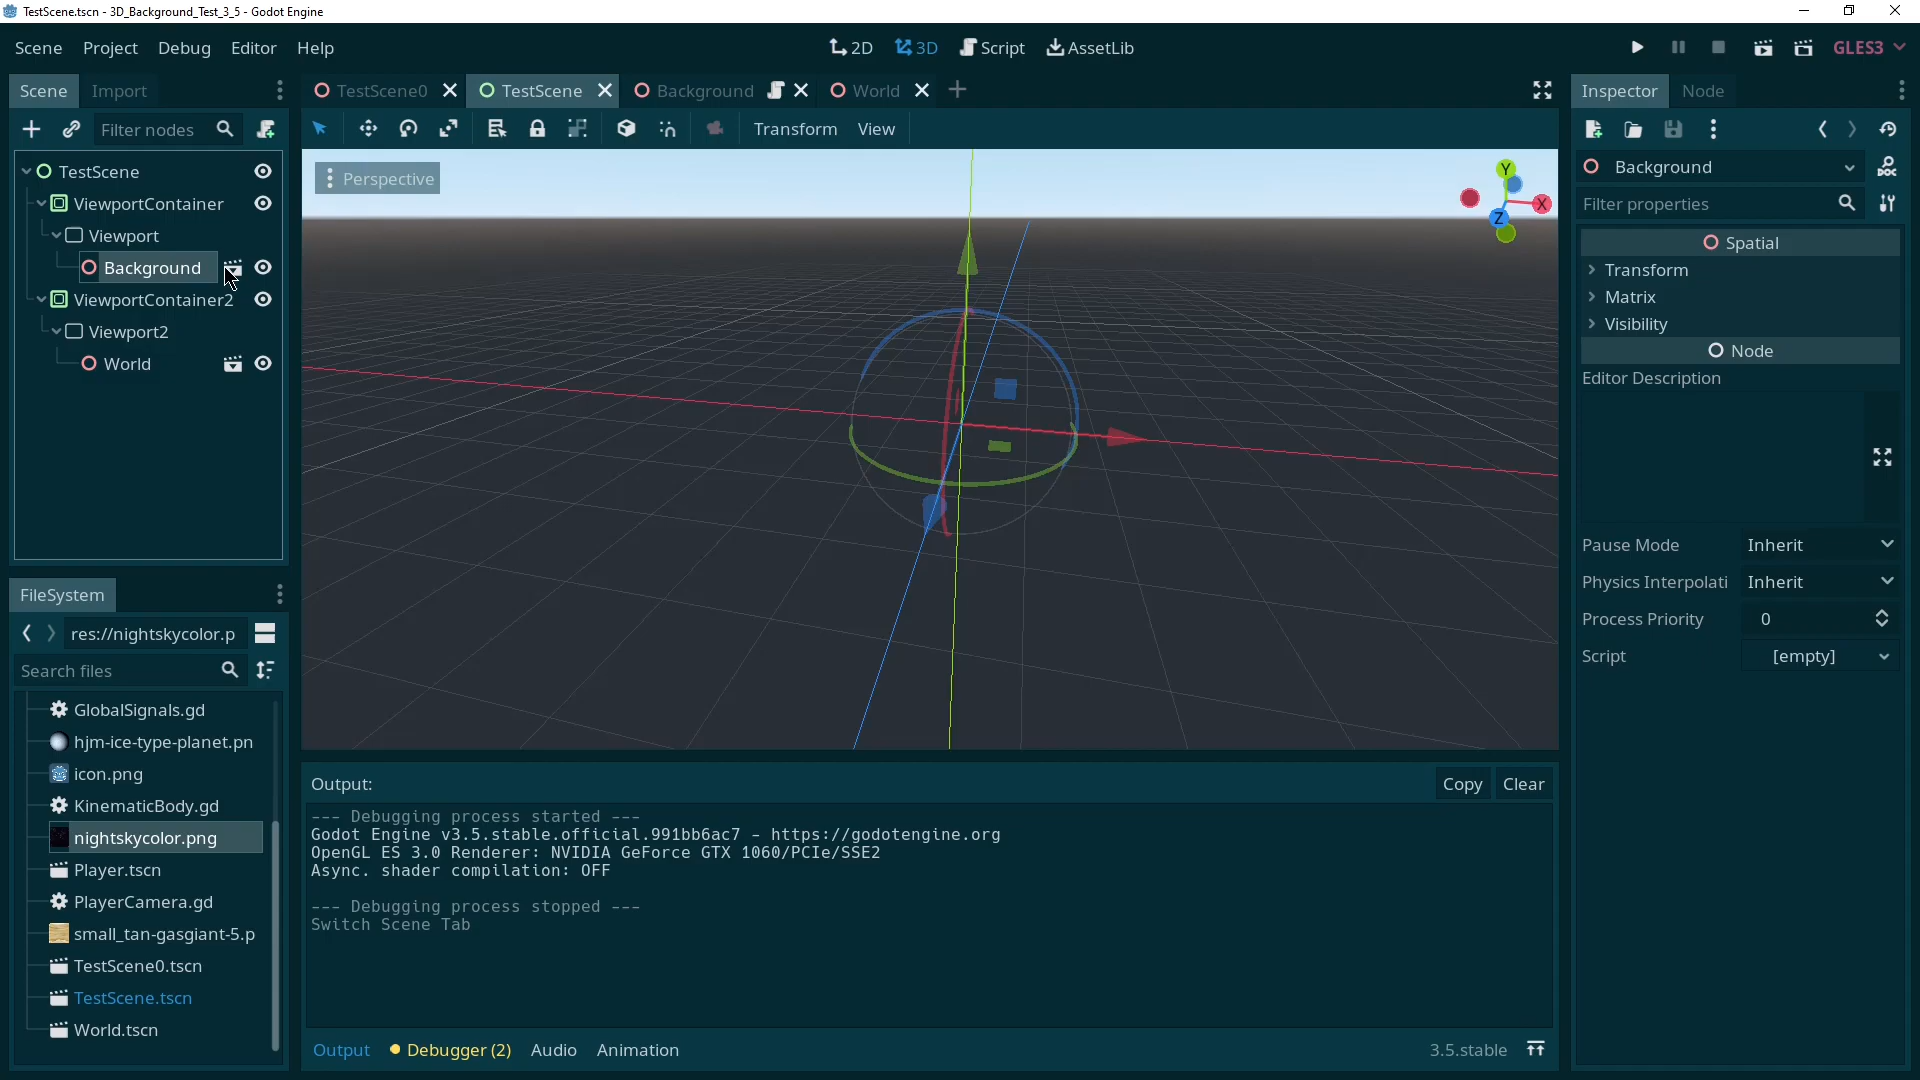 TestScene.tscn - 3D_Background_Test_3_5 - Godot Engine
Scene Project Debug Editor Help
2D 3D Script AssetLib
GLES3
Scene Import
TestScene0 TestScene Background World
Inspector Node
Filter nodes
Transform View
TestScene
ViewportContainer
Viewport
Background
ViewportContainer2
Viewport2
World
Perspective
Y
X
Z
Background
Filter properties
Spatial
Transform
Matrix
Visibility
Node
Editor Description
Pause Mode Inherit
Physics Interpolati Inherit
Process Priority 0
Script [empty]
FileSystem
res://nightskycolor.p
Search files
GlobalSignals.gd
hjm-ice-type-planet.pn
icon.png
KinematicBody.gd
nightskycolor.png
Player.tscn
PlayerCamera.gd
small_tan-gasgiant-5.p
TestScene0.tscn
TestScene.tscn
World.tscn
Output:
Copy Clear
--- Debugging process started ---
Godot Engine v3.5.stable.official.991bb6ac7 - https://godotengine.org
OpenGL ES 3.0 Renderer: NVIDIA GeForce GTX 1060/PCIe/SSE2
Async. shader compilation: OFF
--- Debugging process stopped ---
Switch Scene Tab
Output Debugger (2) Audio Animation
3.5.stable